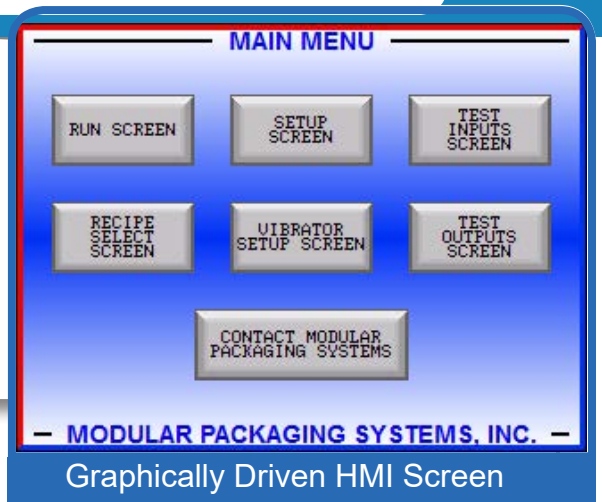 MAIN MENU
RUN SCREEN
SETUP
SCREEN
TEST
INPUTS
SCREEN
RECIPE
SELECT
SCREEN
VIBRATOR
SETUP SCREEN
TEST
OUTPUTS
SCREEN
CONTACT MODULAR
PACKAGING SYSTEMS
MODULAR PACKAGING SYSTEMS, INC.
Graphically Driven HMI Screen